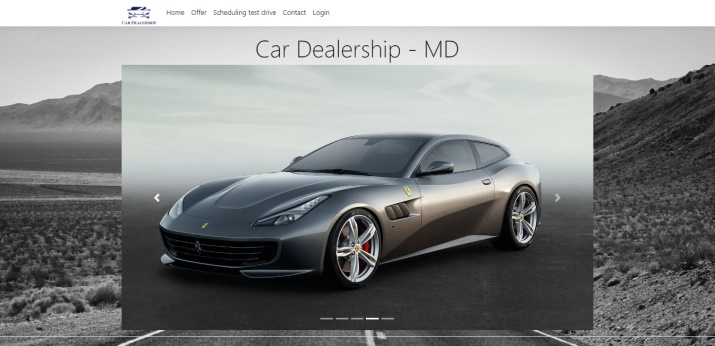 CAR DEALERSHIP
Home Offer Scheduling test drive Contact Login
Car Dealership - MD